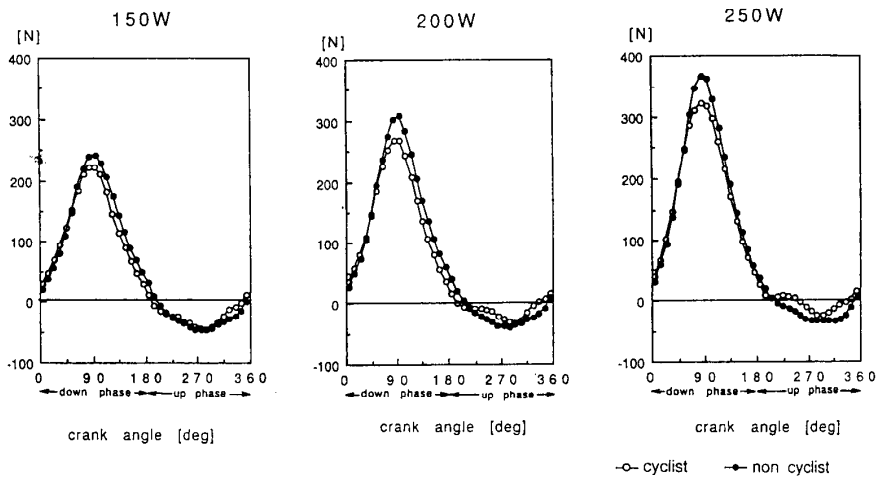 150W 200W 250W
[N] [N] [N]
400 400 400
300 300 300
200 200 200
100 100 100
0 0 0
-100 -100 -100
0 90 180 270 360 0 90 180 270 360 0 90 180 270 360
down phase up phase down phase up phase down phase up phase
crank angle [deg] crank angle [deg] crank angle [deg]
cyclist non cyclist